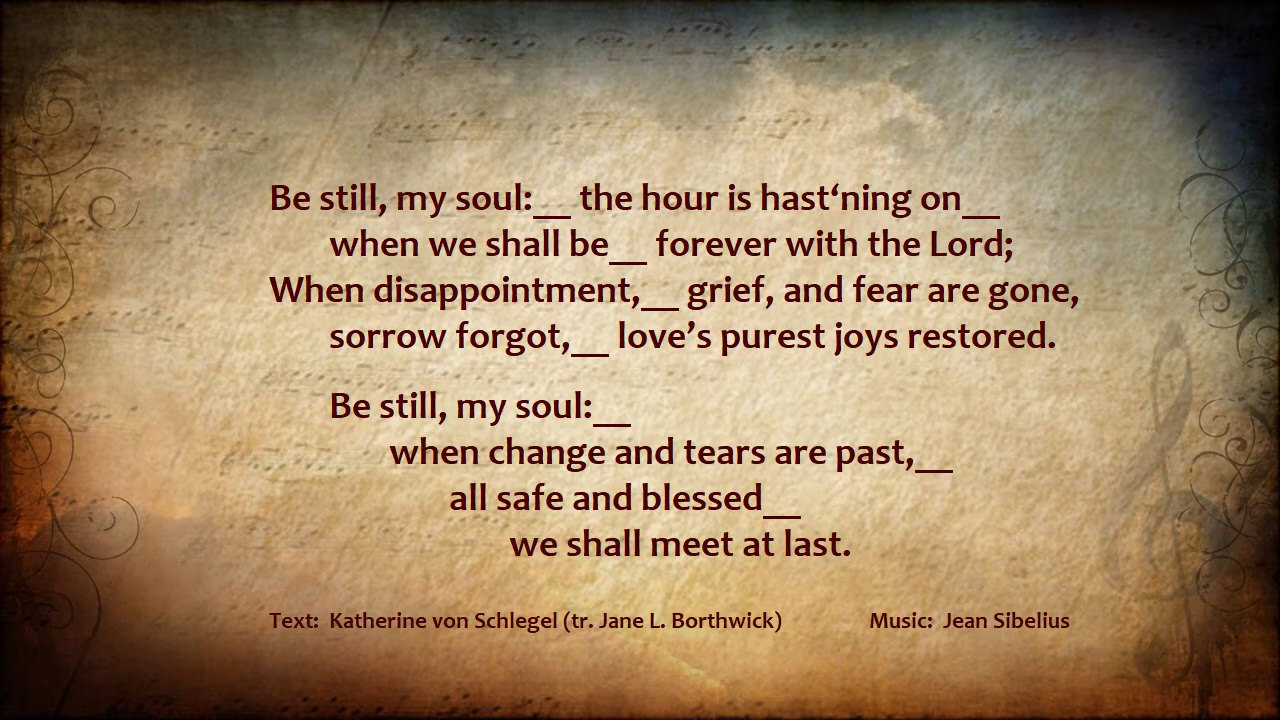 Be still, my soul:__ the hour is hast‘ning on__
when we shall be__ forever with the Lord;
When disappointment,__ grief, and fear are gone,
sorrow forgot,__ love’s purest joys restored.
Be still, my soul:__
when change and tears are past,__
all safe and blessed__
we shall meet at last.
Text:  Katherine von Schlegel (tr. Jane L. Borthwick)   Music:  Jean Sibelius